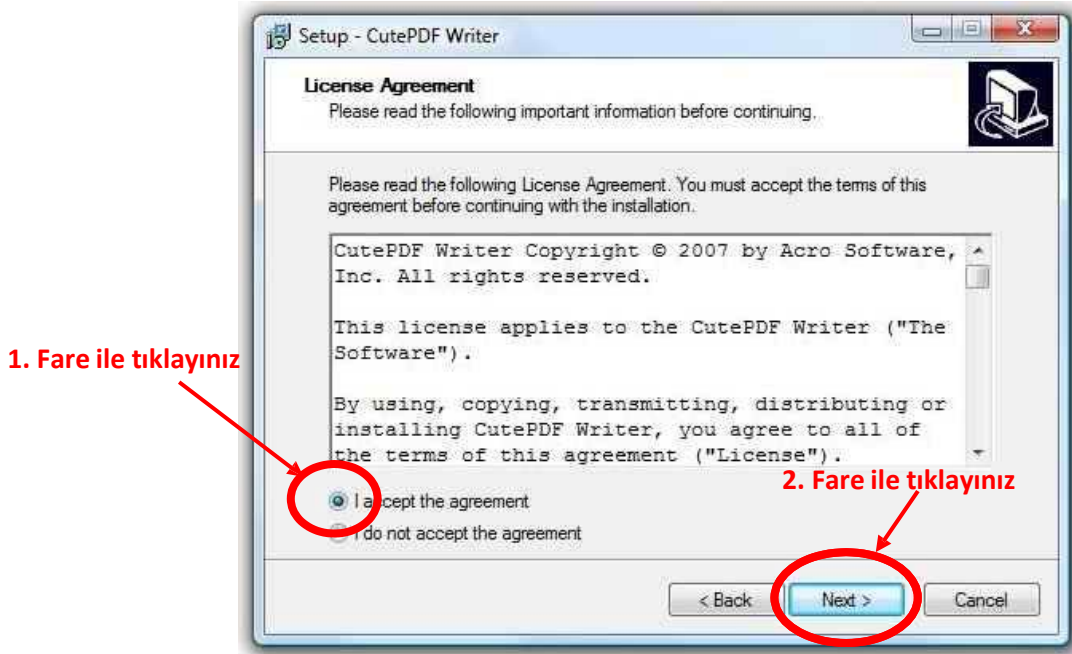 Setup - CutePDF Writer
License Agreement
Please read the following important information before continuing.
Please read the following License Agreement. You must accept the terms of this
agreement before continuing with the installation.
CutePDF Writer Copyright © 2007 by Acro Software,
Inc. All rights reserved.
This license applies to the CutePDF Writer ("The
Software").
By using, copying, transmitting, distributing or
installing CutePDF Writer, you agree to all of
the terms of this agreement ("License").
1. Fare ile tıklayınız
2. Fare ile tıklayınız
I accept the agreement
I do not accept the agreement
< Back
Next >
Cancel